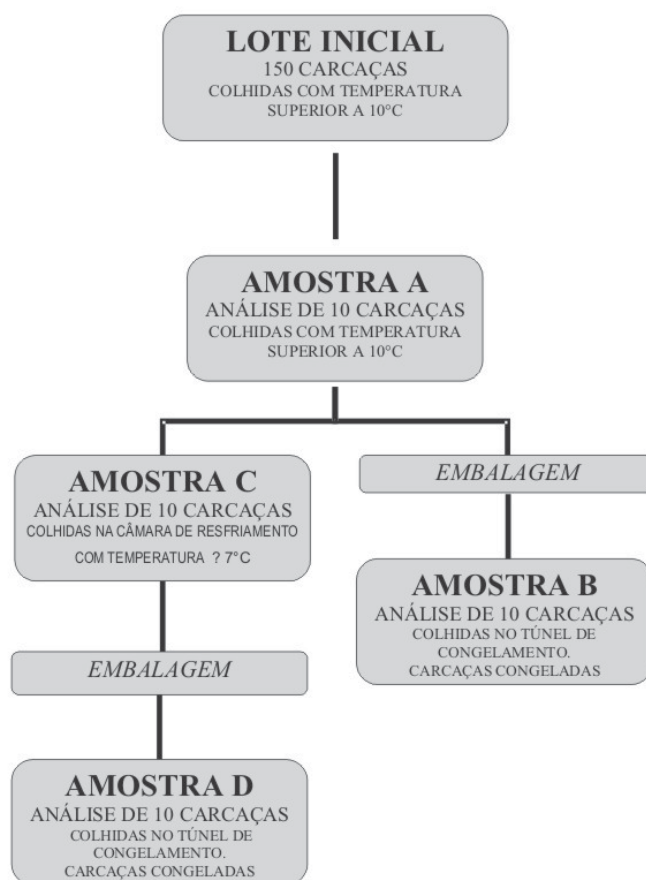 LOTE INICIAL
150 CARCAÇAS
COLHIDAS COM TEMPERATURA
SUPERIOR A 10°C
AMOSTRA A
ANÁLISE DE 10 CARCAÇAS
COLHIDAS COM TEMPERATURA
SUPERIOR A 10°C
AMOSTRA C
ANÁLISE DE 10 CARCAÇAS
COLHIDAS NA CÂMARA DE RESFRIAMENTO
COM TEMPERATURA ? 7°C
EMBALAGEM
AMOSTRA D
ANÁLISE DE 10 CARCAÇAS
COLHIDAS NO TÚNEL DE
CONGELAMENTO.
CARCAÇAS CONGELADAS
EMBALAGEM
AMOSTRA B
ANÁLISE DE 10 CARCAÇAS
COLHIDAS NO TÚNEL DE
CONGELAMENTO.
CARCAÇAS CONGELADAS